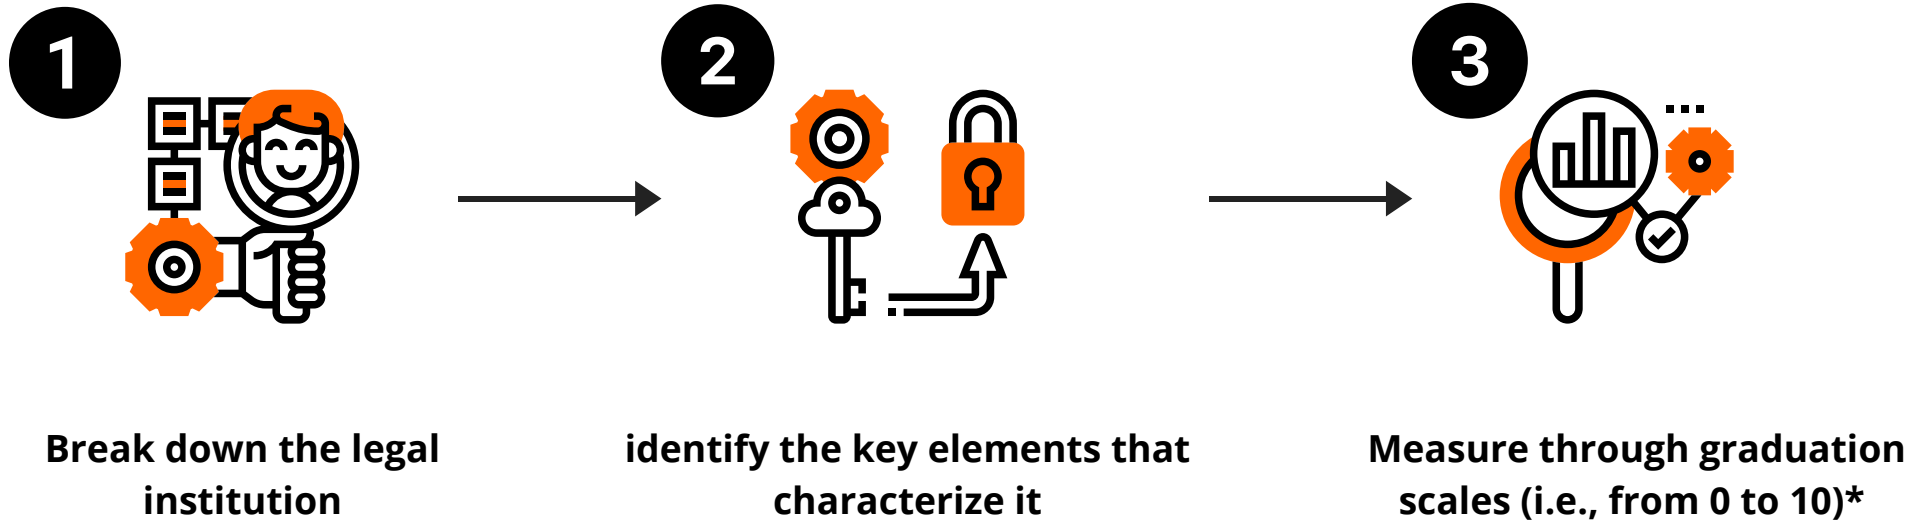 1
2
3
Break down the legal
institution
identify the key elements that
characterize it
Measure through graduation
scales (i.e., from 0 to 10)*